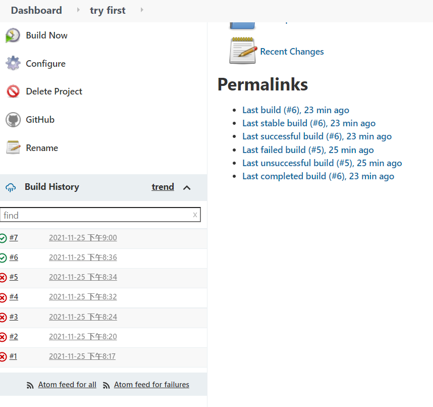 Dashboard
try first
Build Now
Configure
Delete Project
GitHub
Rename
Build History
trend
find
x
#7 2021-11-25 下午9:00
#6 2021-11-25 下午8:36
#5 2021-11-25 下午8:34
#4 2021-11-25 下午8:32
#3 2021-11-25 下午8:24
#2 2021-11-25 下午8:20
#1 2021-11-25 下午8:17
Atom feed for all
Atom feed for failures
Recent Changes
Permalinks
Last build (#6), 23 min ago
Last stable build (#6), 23 min ago
Last successful build (#6), 23 min ago
Last failed build (#5), 25 min ago
Last unsuccessful build (#5), 25 min ago
Last completed build (#6), 23 min ago